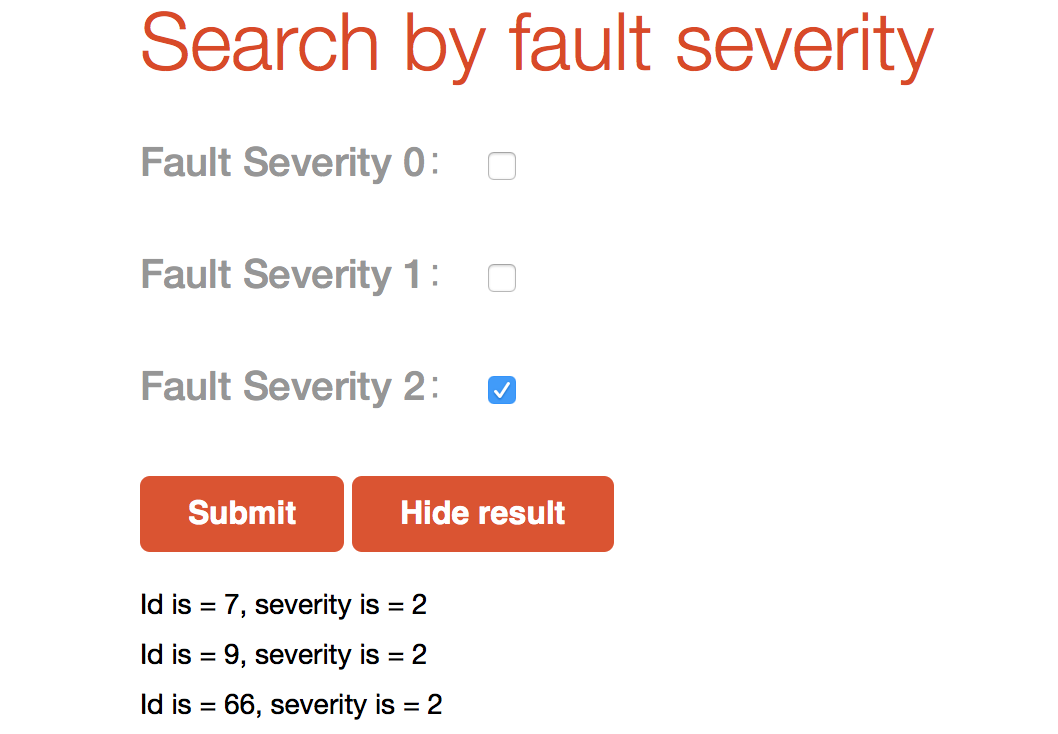 Search by fault severity
Fault Severity 0:
Fault Severity 1:
Fault Severity 2:
Submit Hide result
Id is = 7, severity is = 2
Id is = 9, severity is = 2
Id is = 66, severity is = 2